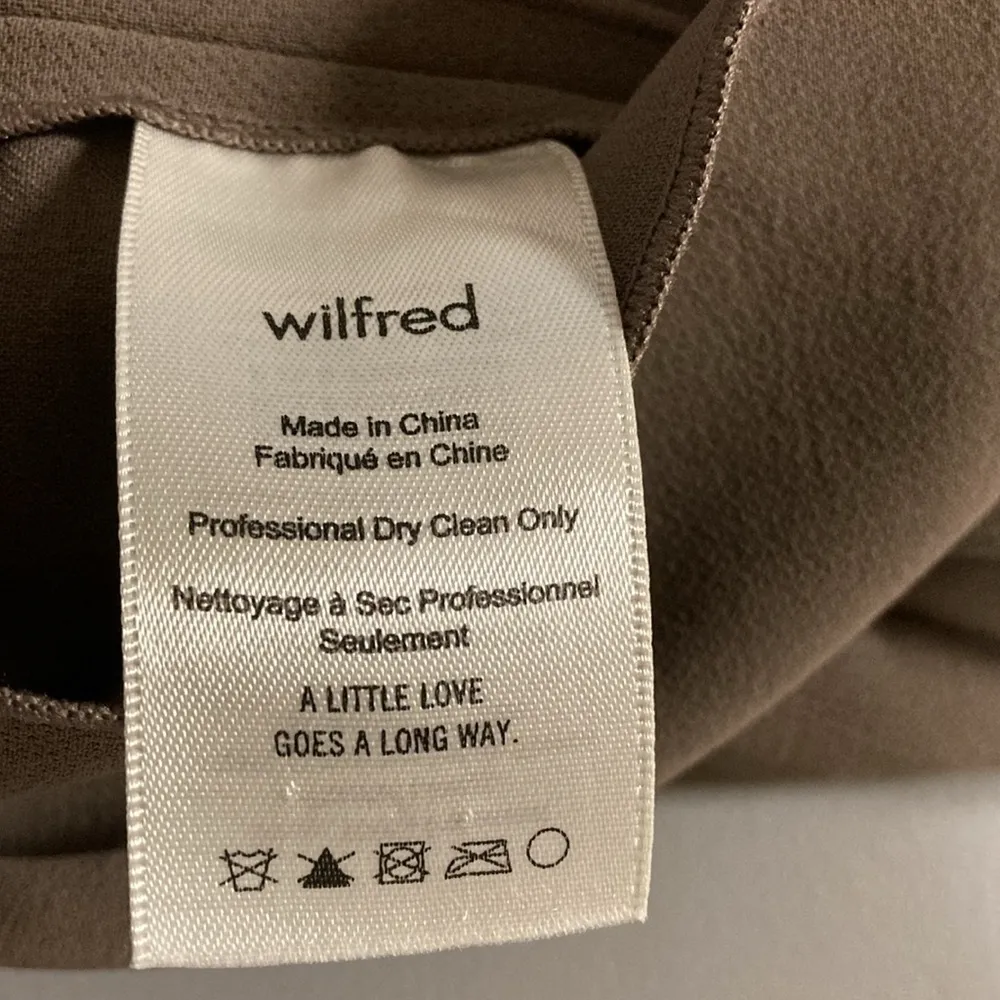 wilfred
Made in China
Fabriqué en Chine
Professional Dry Clean Only
Nettoyage à Sec Professionnel
Seulement
A LITTLE LOVE
GOES A LONG WAY.